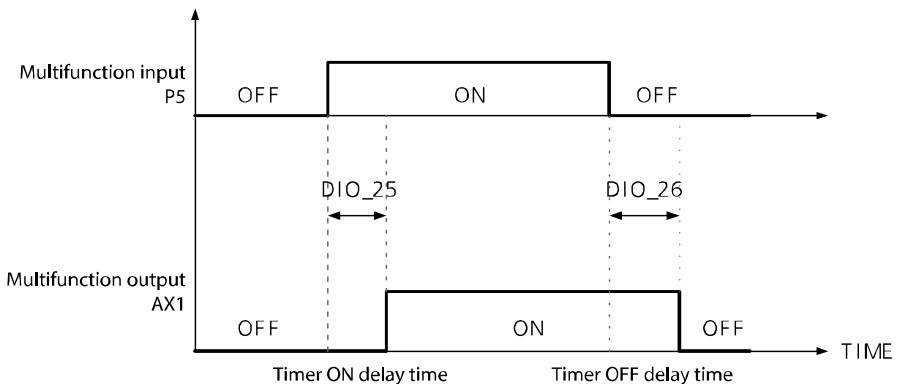 Multifunction input
P5
OFF
ON
OFF
DIO_25
DIO_26
Multifunction output
AX1
OFF
ON
OFF
TIME
Timer ON delay time
Timer OFF delay time